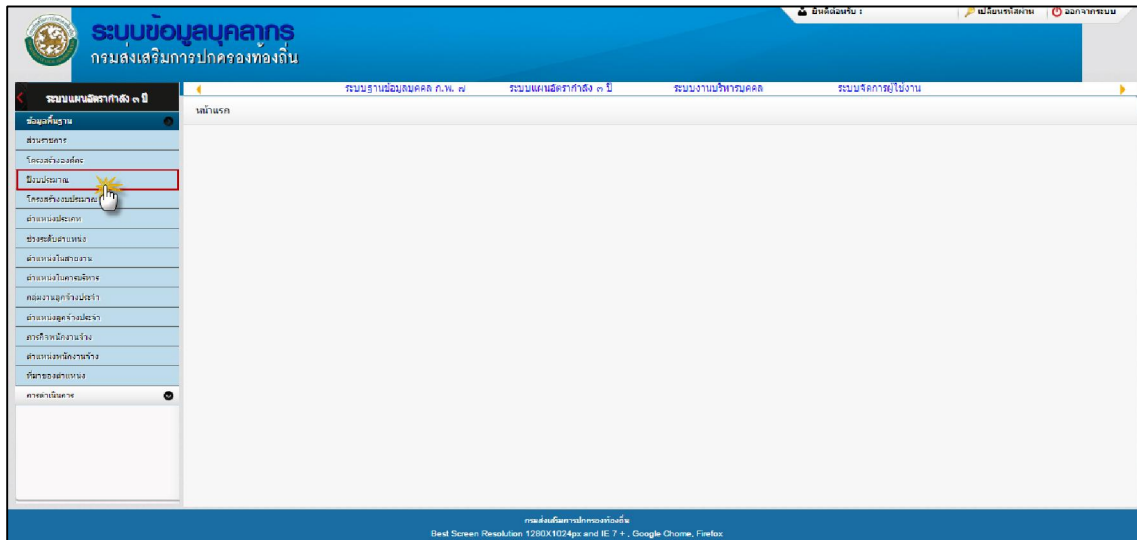 ระบบข้อมูลบุคลากร
กรมส่งเสริมการปกครองท้องถิ่น
ยินดีต้อนรับ :
เปลี่ยนรหัสผ่าน
ออกจากระบบ
ระบบแผนอัตรากำลัง ๓ ปี
ระบบฐานข้อมูลบุคคล ก.พ. ๗
ระบบแผนอัตรากำลัง ๓ ปี
ระบบงานบริหารบุคคล
ระบบจัดการผู้ใช้งาน
หน้าแรก
ข้อมูลพื้นฐาน
ส่วนราชการ
โครงสร้างองค์กร
ปีงบประมาณ
โครงสร้างงบประมาณ
ตำแหน่งประเภท
ช่วงระดับตำแหน่ง
ตำแหน่งในสายงาน
ตำแหน่งในการบริหาร
กลุ่มงานลูกจ้างประจำ
ตำแหน่งลูกจ้างประจำ
ภารกิจพนักงานจ้าง
ตำแหน่งพนักงานจ้าง
ที่มาของตำแหน่ง
การดำเนินการ
กรมส่งเสริมการปกครองท้องถิ่น
Best Screen Resolution 1280X1024px and IE 7 + , Google Chome, Firefox